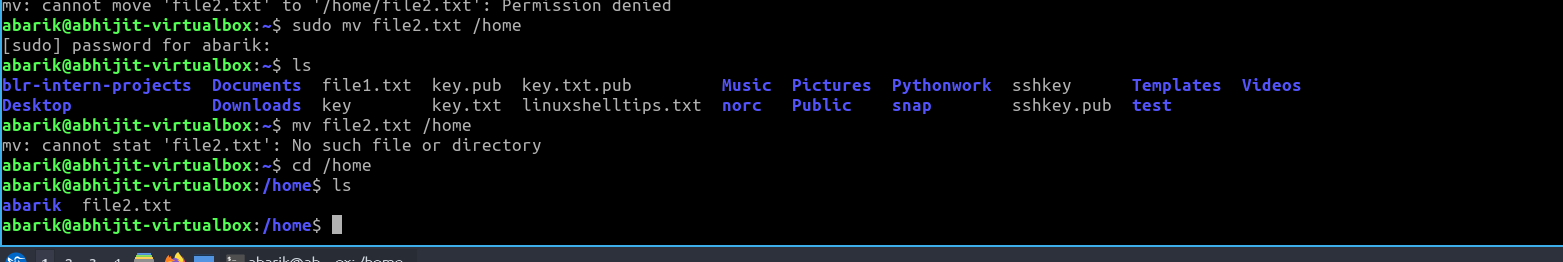 mv: cannot move 'file2.txt' to '/home/file2.txt': Permission denied
abarik@abhijit-virtualbox:~$ sudo mv file2.txt /home
[sudo] password for abarik:
abarik@abhijit-virtualbox:~$ ls
blr-intern-projects  Documents  file1.txt  key.pub  key.txt.pub         Music  Pictures  Pythonwork  sshkey      Templates  Videos
Desktop              Downloads  key        key.txt  linuxshelltips.txt  norc   Public    snap        sshkey.pub  test
abarik@abhijit-virtualbox:~$ mv file2.txt /home
mv: cannot stat 'file2.txt': No such file or directory
abarik@abhijit-virtualbox:~$ cd /home
abarik@abhijit-virtualbox:/home$ ls
abarik  file2.txt
abarik@abhijit-virtualbox:/home$